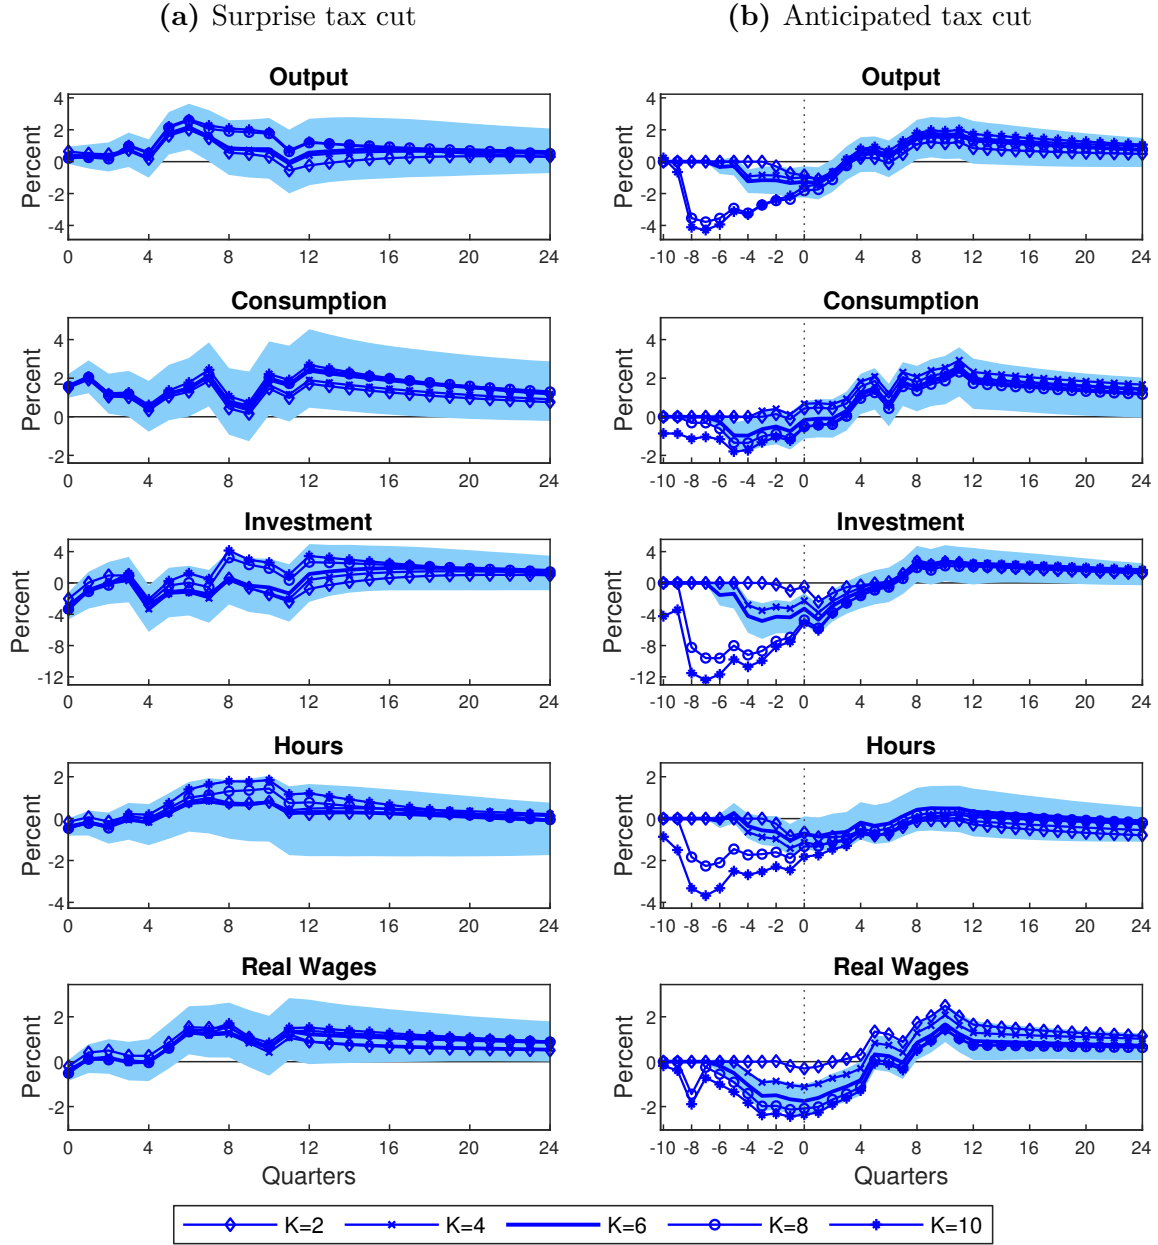 (a) Surprise tax cut
(b) Anticipated tax cut
Output
Output
4
2
0
-2
-4
Percent
0 4 8 12 16 20 24
4
2
0
-2
-4
Percent
-10 -8 -6 -4 -2 0 4 8 12 16 20 24
Consumption
Consumption
4
2
0
-2
Percent
0 4 8 12 16 20 24
4
2
0
-2
Percent
-10 -8 -6 -4 -2 0 4 8 12 16 20 24
Investment
Investment
4
0
-4
-8
-12
Percent
0 4 8 12 16 20 24
4
0
-4
-8
-12
Percent
-10 -8 -6 -4 -2 0 4 8 12 16 20 24
Hours
Hours
2
0
-2
-4
Percent
0 4 8 12 16 20 24
2
0
-2
-4
Percent
-10 -8 -6 -4 -2 0 4 8 12 16 20 24
Real Wages
Real Wages
2
0
-2
Percent
0 4 8 12 16 20 24
Quarters
2
0
-2
Percent
-10 -8 -6 -4 -2 0 4 8 12 16 20 24
Quarters
K=2 K=4 K=6 K=8 K=10